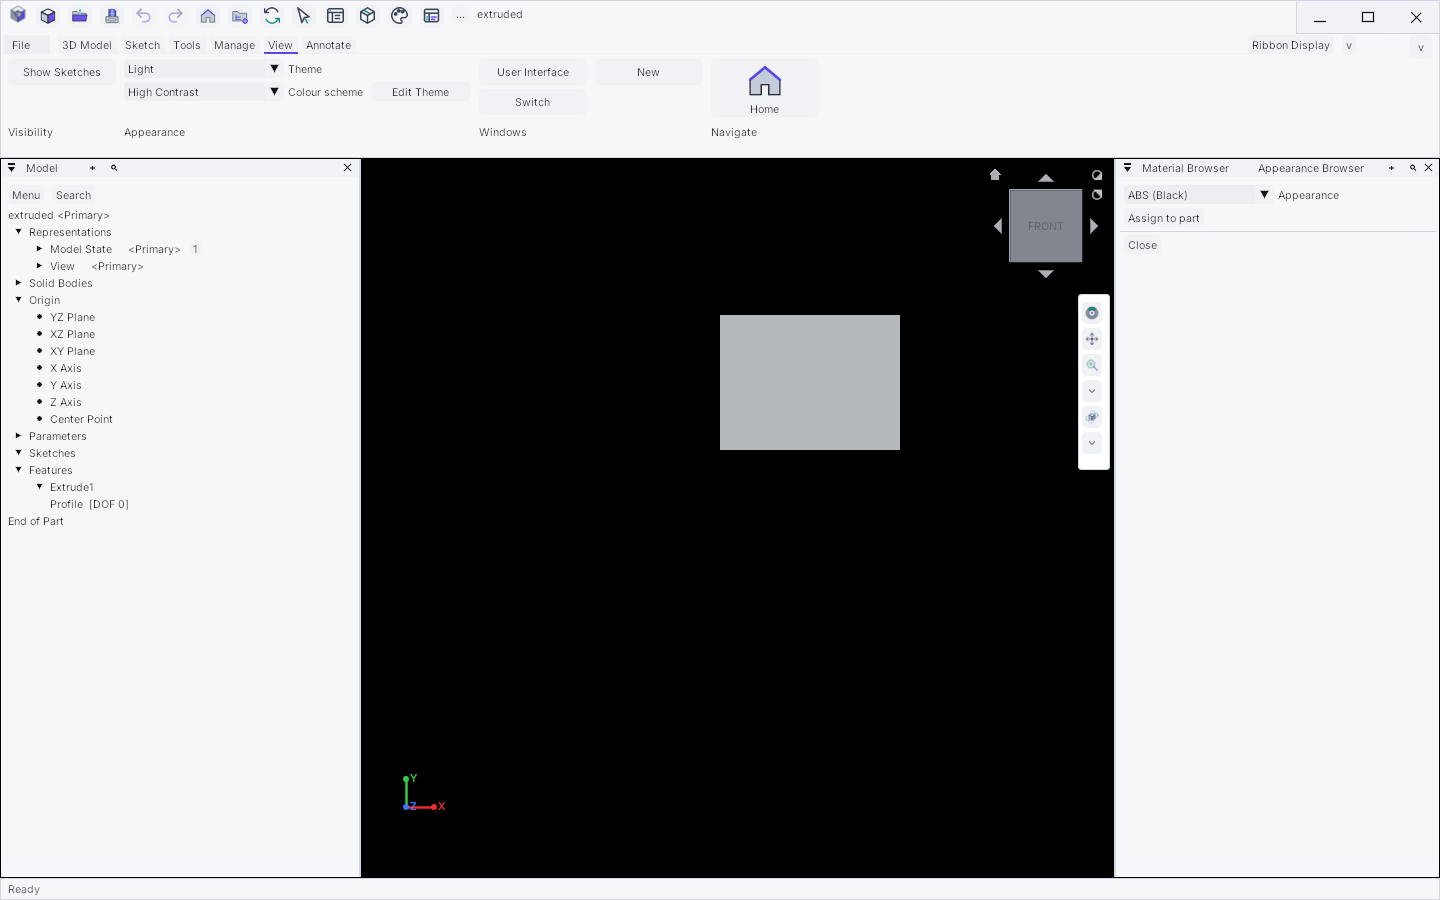 ... extruded
File 3D Model Sketch Tools Manage View Annotate Ribbon Display v v
Show Sketches Light Theme User Interface New
High Contrast Colour scheme Edit Theme Switch Home
Visibility Appearance Windows Navigate
Model
Menu Search
extruded <Primary>
Representations
Model State <Primary> 1
View <Primary>
Solid Bodies
Origin
YZ Plane
XZ Plane
XY Plane
X Axis
Y Axis
Z Axis
Center Point
Parameters
Sketches
Features
Extrude1
Profile [DOF 0]
End of Part
FRONT
Y
Z X
Material Browser Appearance Browser
ABS (Black) Appearance
Assign to part
Close
Ready